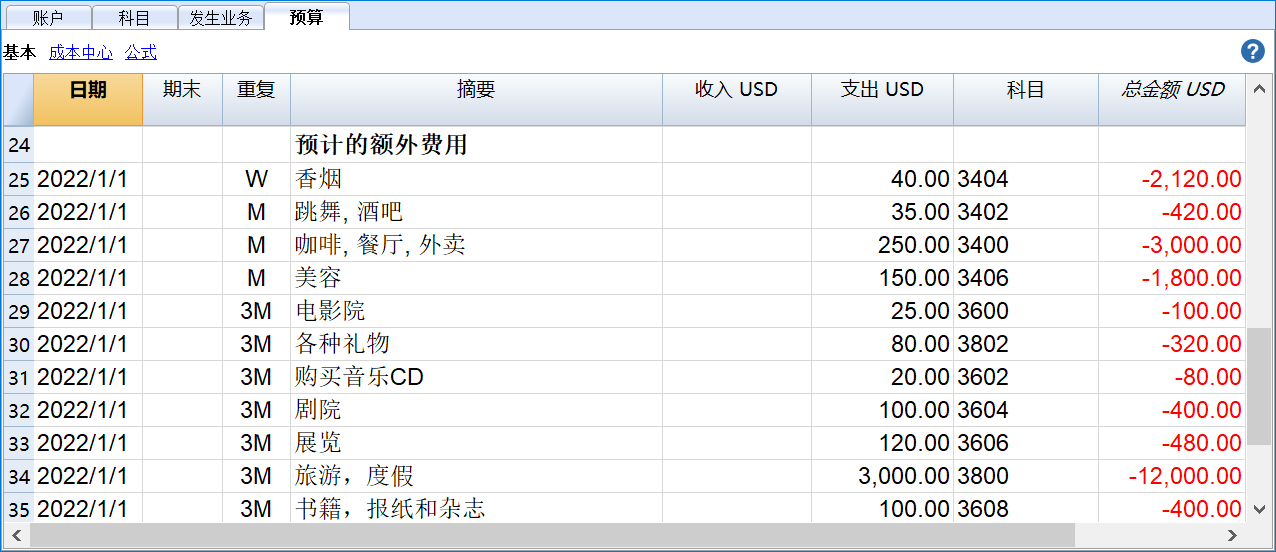 账户 科目 发生业务 预算
基本 成本中心 公式 ?
日期 期末 重复 摘要 收入 USD 支出 USD 科目 总金额 USD
24 预计的额外费用
25 2022/1/1 W 香烟 40.00 3404 -2,120.00
26 2022/1/1 M 跳舞, 酒吧 35.00 3402 -420.00
27 2022/1/1 M 咖啡, 餐厅, 外卖 250.00 3400 -3,000.00
28 2022/1/1 M 美容 150.00 3406 -1,800.00
29 2022/1/1 3M 电影院 25.00 3600 -100.00
30 2022/1/1 3M 各种礼物 80.00 3802 -320.00
31 2022/1/1 3M 购买音乐CD 20.00 3602 -80.00
32 2022/1/1 3M 剧院 100.00 3604 -400.00
33 2022/1/1 3M 展览 120.00 3606 -480.00
34 2022/1/1 3M 旅游，度假 3,000.00 3800 -12,000.00
35 2022/1/1 3M 书籍，报纸和杂志 100.00 3608 -400.00